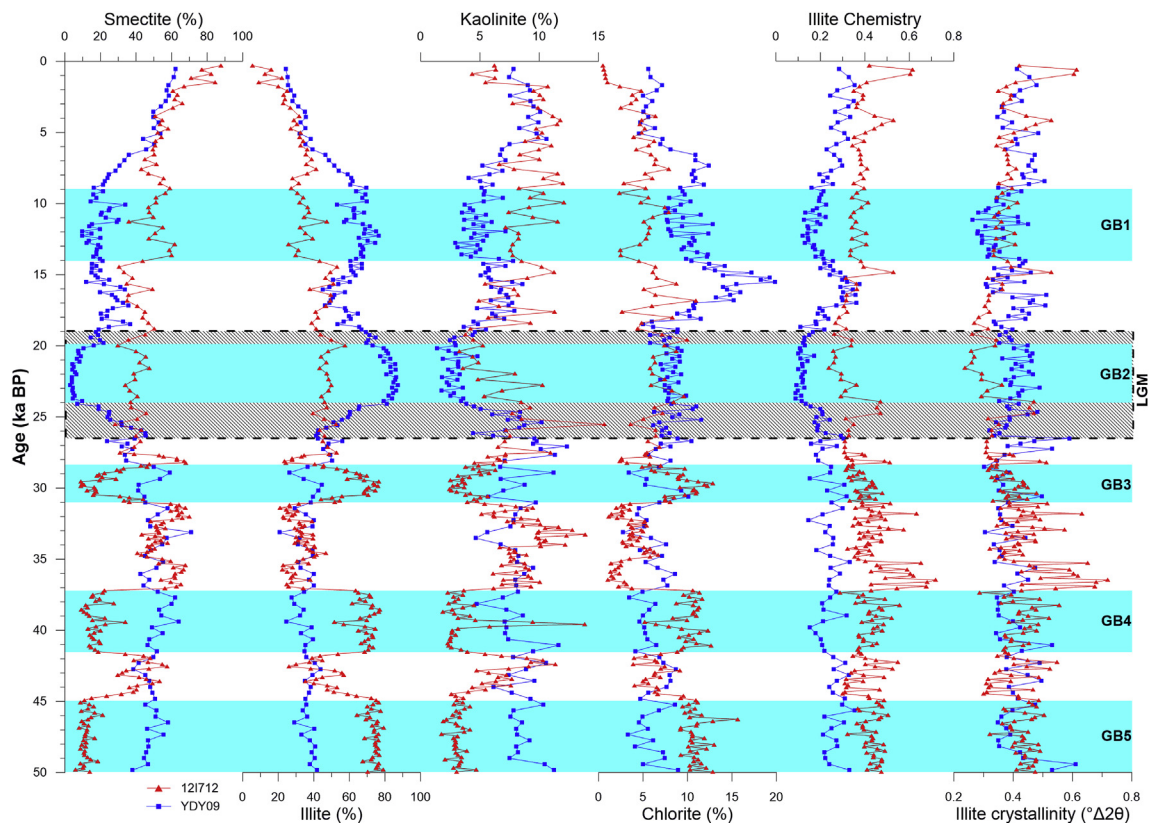 Smectite (%) Kaolinite (%) Illite Chemistry
0 20 40 60 80 100 0 5 10 15 0 0.2 0.4 0.6 0.8
0
5
10 GB1
15
20
GB2
LGM
25
GB3
30
35
40 GB4
45
GB5
50
Age (ka BP)
0 20 40 60 80 100 0 5 10 15 20 0.2 0.4 0.6 0.8
12I712
YDY09
Illite (%) Chlorite (%) Illite crystallinity (°Δ2θ)